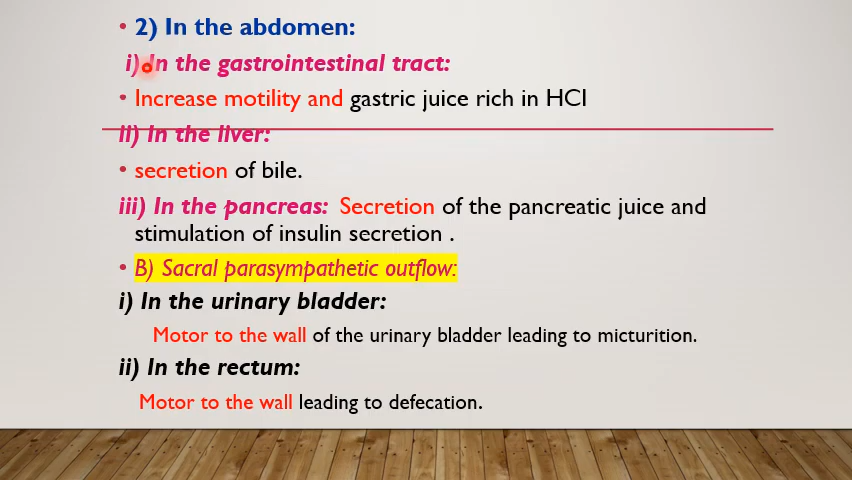 • 2) In the abdomen:
i) In the gastrointestinal tract:
• Increase motility and gastric juice rich in HCl
ii) In the liver:
• secretion of bile.
iii) In the pancreas: Secretion of the pancreatic juice and
stimulation of insulin secretion .
• B) Sacral parasympathetic outflow:
i) In the urinary bladder:
Motor to the wall of the urinary bladder leading to micturition.
ii) In the rectum:
Motor to the wall leading to defecation.